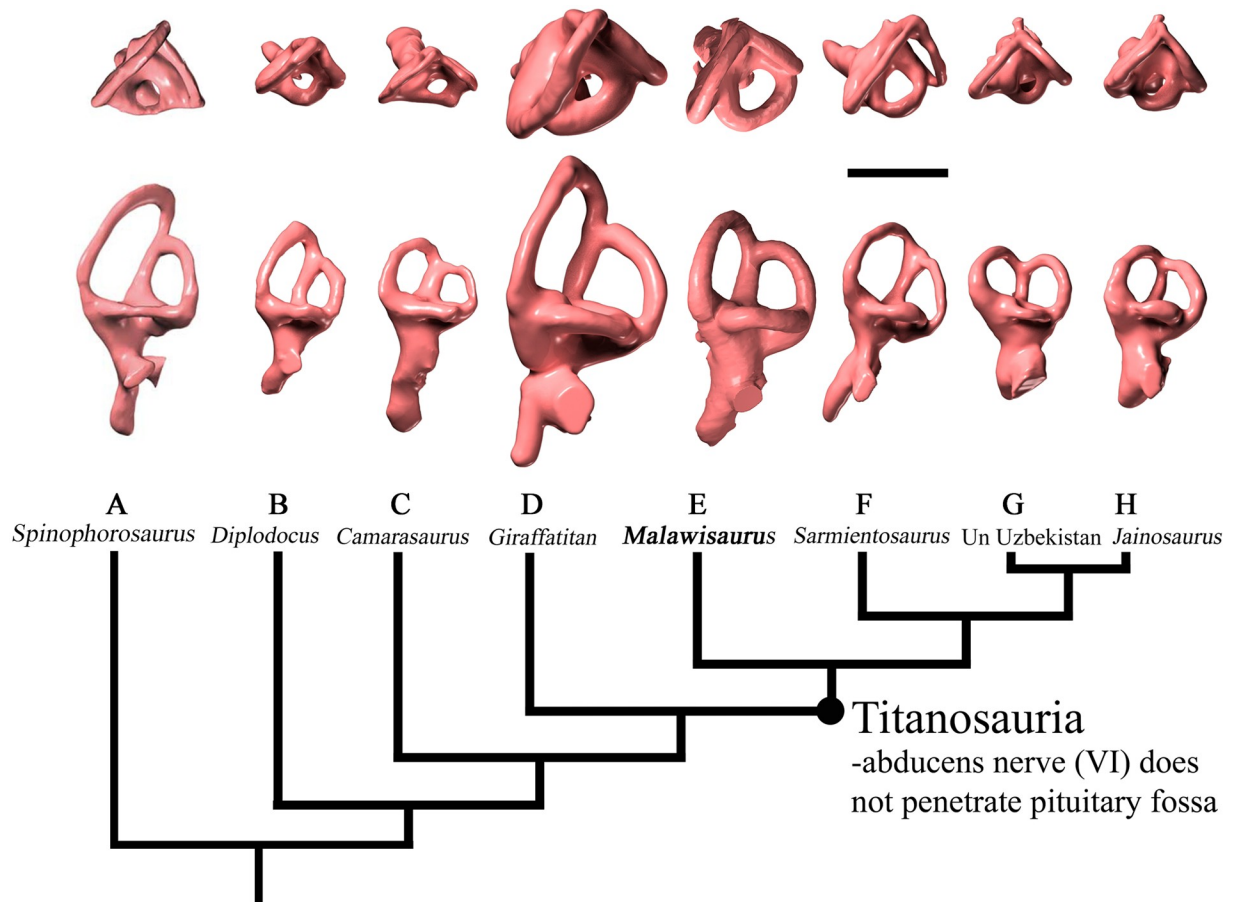 A B C D E F G H
Spinophorosaurus Diplodocus Camarasaurus Giraffatitan Malawisaurus Sarmientosaurus Un Uzbekistan Jainosaurus
Titanosauria
-abducens nerve (VI) does
not penetrate pituitary fossa